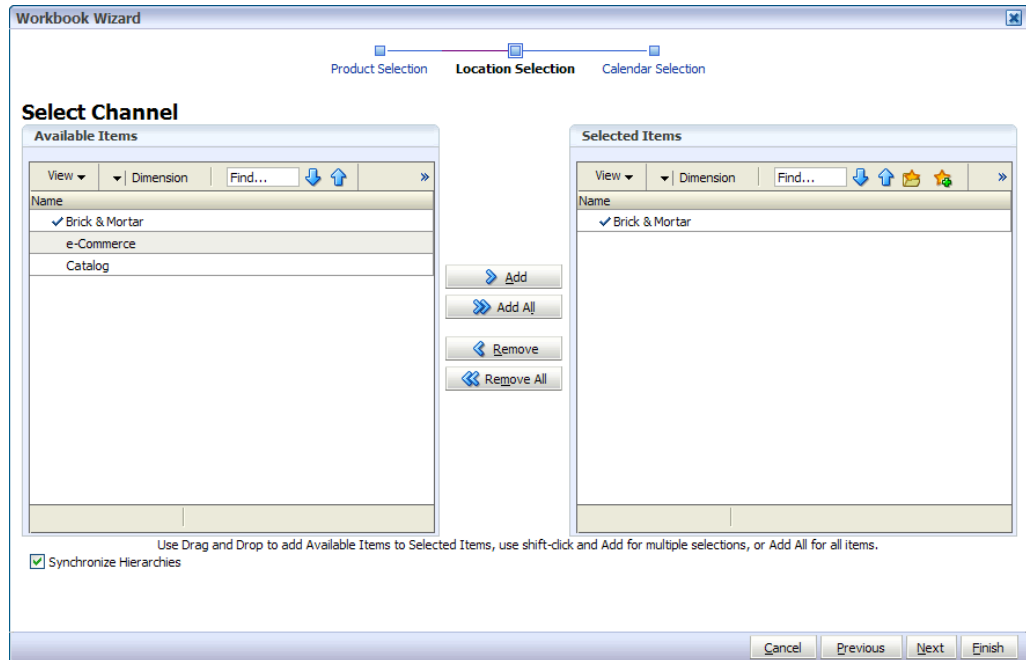 Workbook Wizard
Product Selection Location Selection Calendar Selection
Select Channel
Available Items
View Dimension Find... »
Name
Brick & Mortar
e-Commerce
Catalog
Add
Add All
Remove
Remove All
Selected Items
View Dimension Find... »
Name
Brick & Mortar
Use Drag and Drop to add Available Items to Selected Items, use shift-click and Add for multiple selections, or Add All for all items.
Synchronize Hierarchies
Cancel Previous Next Finish